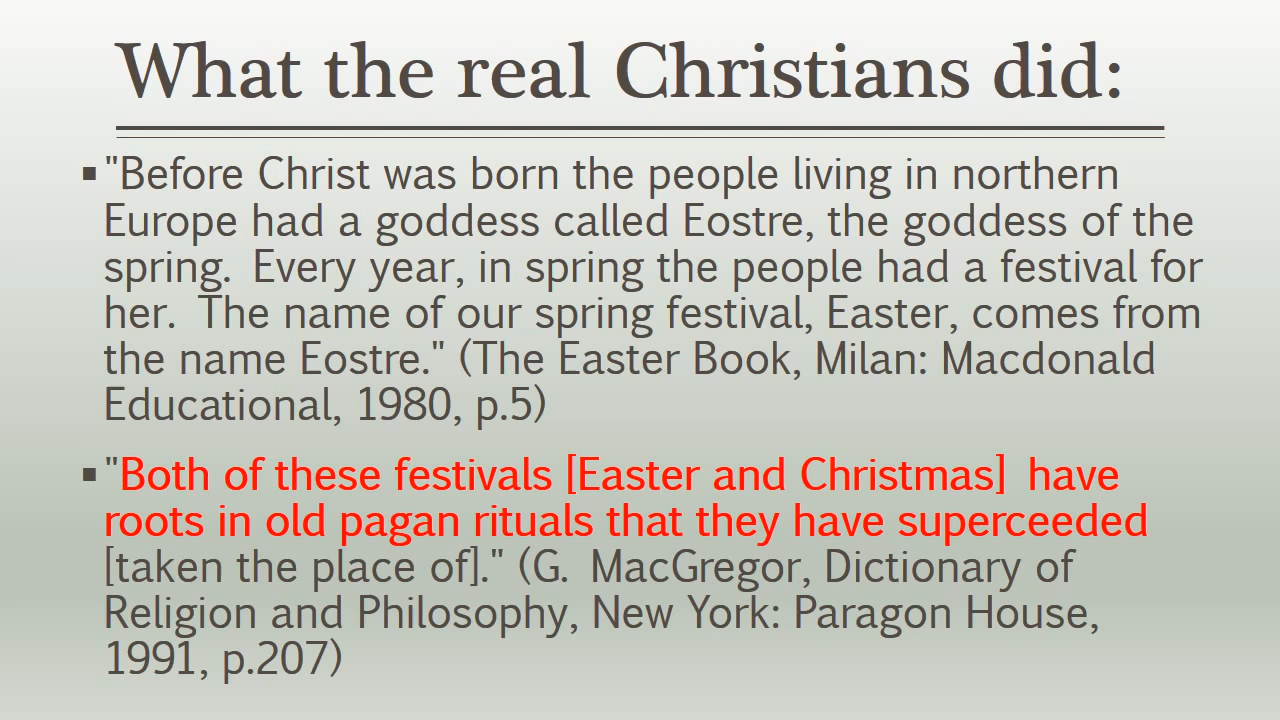 What the real Christians did:
▪"Before Christ was born the people living in northern
Europe had a goddess called Eostre, the goddess of the
spring.  Every year, in spring the people had a festival for
her.  The name of our spring festival, Easter, comes from
the name Eostre." (The Easter Book, Milan: Macdonald
Educational, 1980, p.5)
▪"Both of these festivals [Easter and Christmas]  have
roots in old pagan rituals that they have superceeded
[taken the place of]." (G.  MacGregor, Dictionary of
Religion and Philosophy, New York: Paragon House,
1991, p.207)